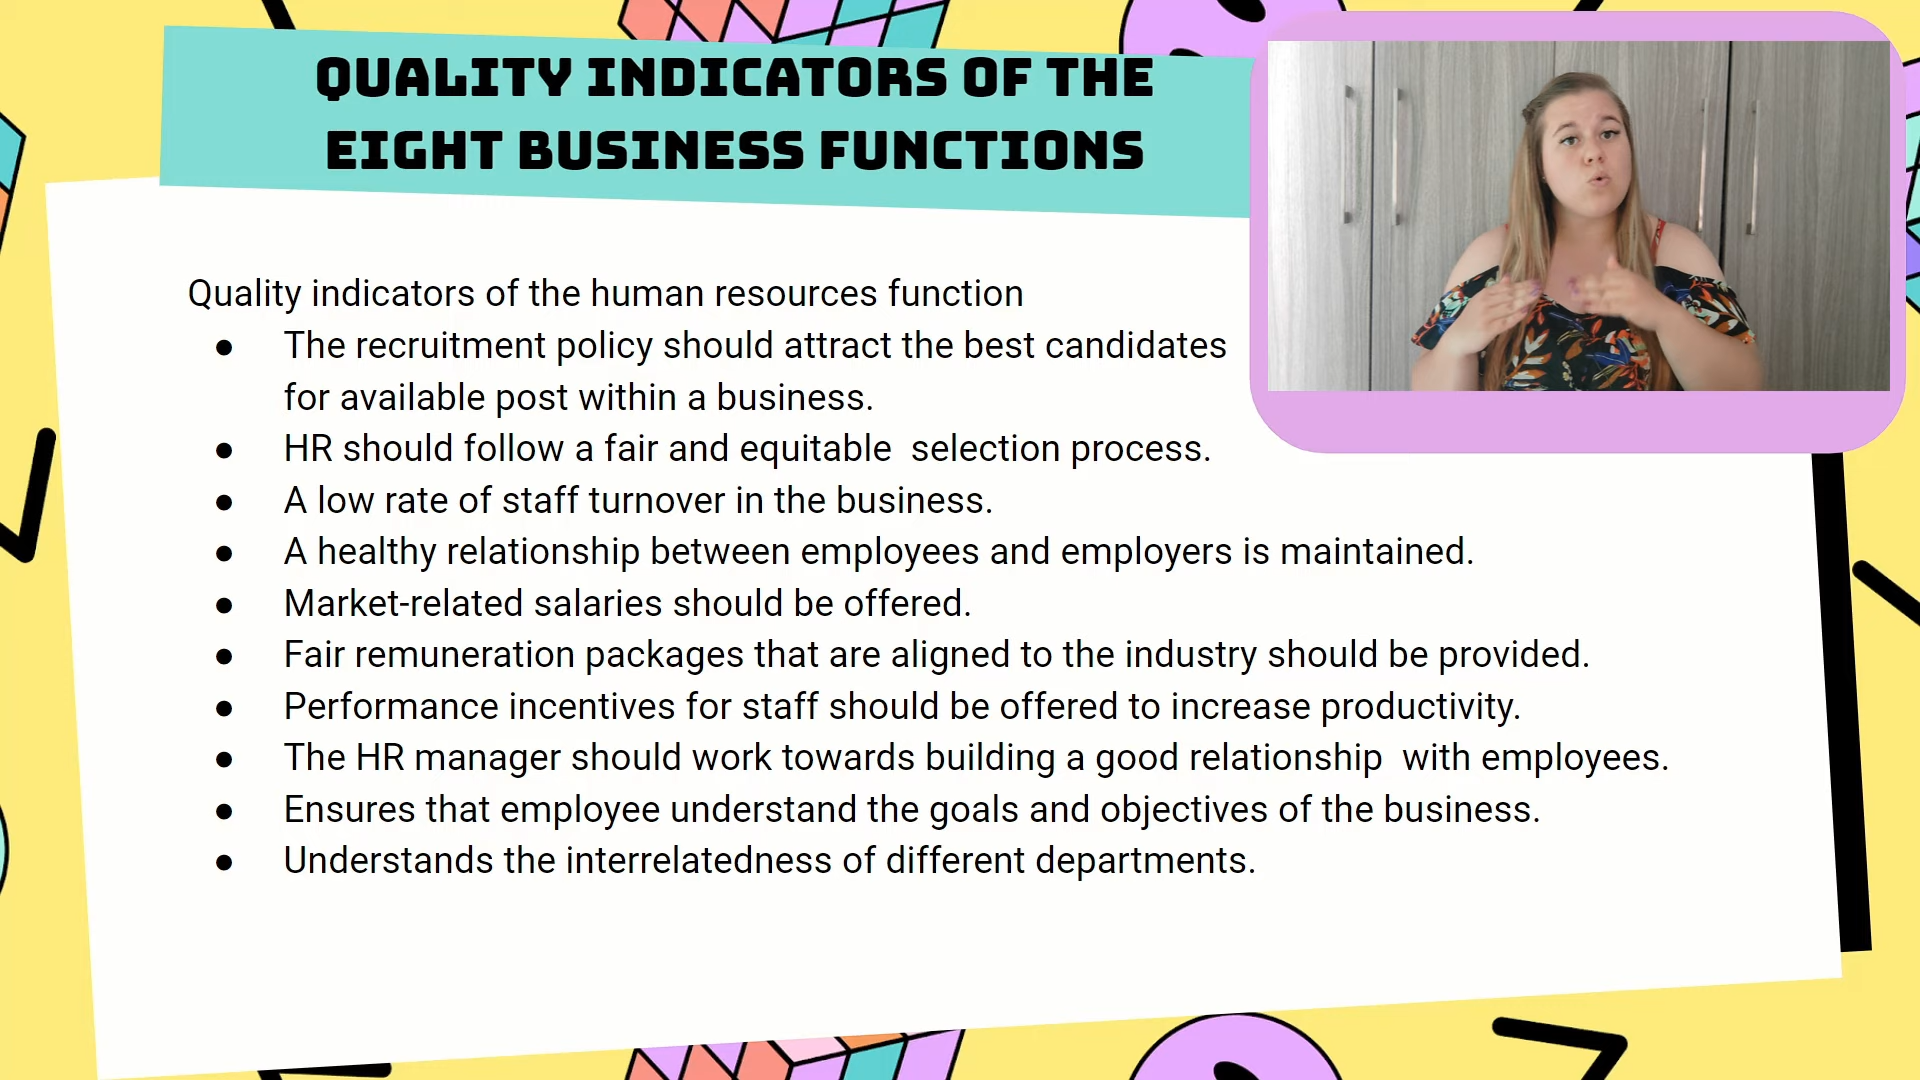 QUALITY INDICATORS OF THE
EIGHT BUSINESS FUNCTIONS
Quality indicators of the human resources function
● The recruitment policy should attract the best candidates
for available post within a business.
● HR should follow a fair and equitable  selection process.
● A low rate of staff turnover in the business.
● A healthy relationship between employees and employers is maintained.
● Market-related salaries should be offered.
● Fair remuneration packages that are aligned to the industry should be provided.
● Performance incentives for staff should be offered to increase productivity.
● The HR manager should work towards building a good relationship  with employees.
● Ensures that employee understand the goals and objectives of the business.
● Understands the interrelatedness of different departments.